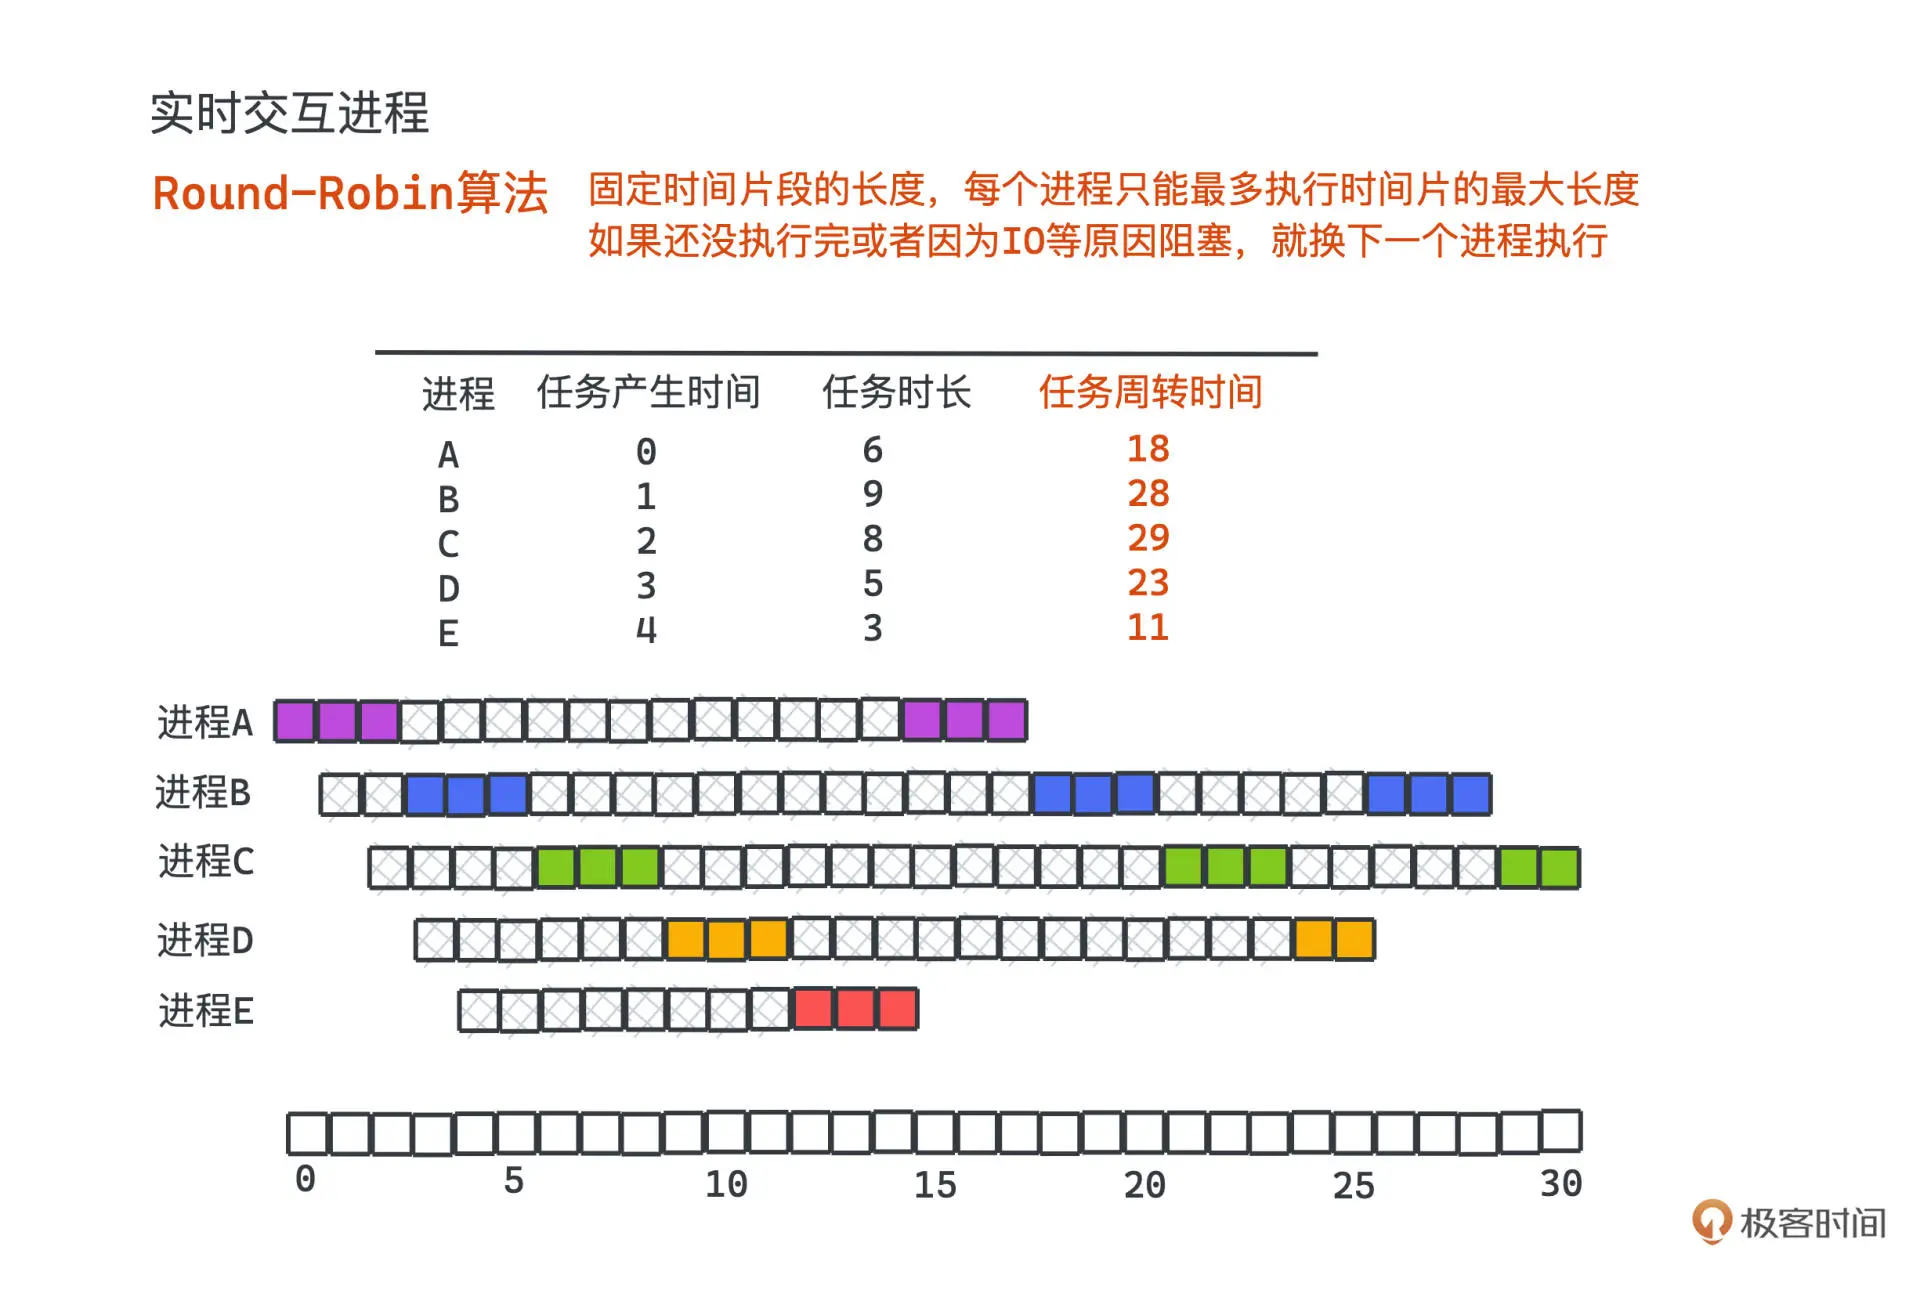 实时交互进程
Round-Robin算法
固定时间片段的长度，每个进程只能最多执行时间片的最大长度
如果还没执行完或者因为IO等原因阻塞，就换下一个进程执行
进程 任务产生时间 任务时长 任务周转时间
A 0 6 18
B 1 9 28
C 2 8 29
D 3 5 23
E 4 3 11
进程A
进程B
进程C
进程D
进程E
0 5 10 15 20 25 30
极客时间